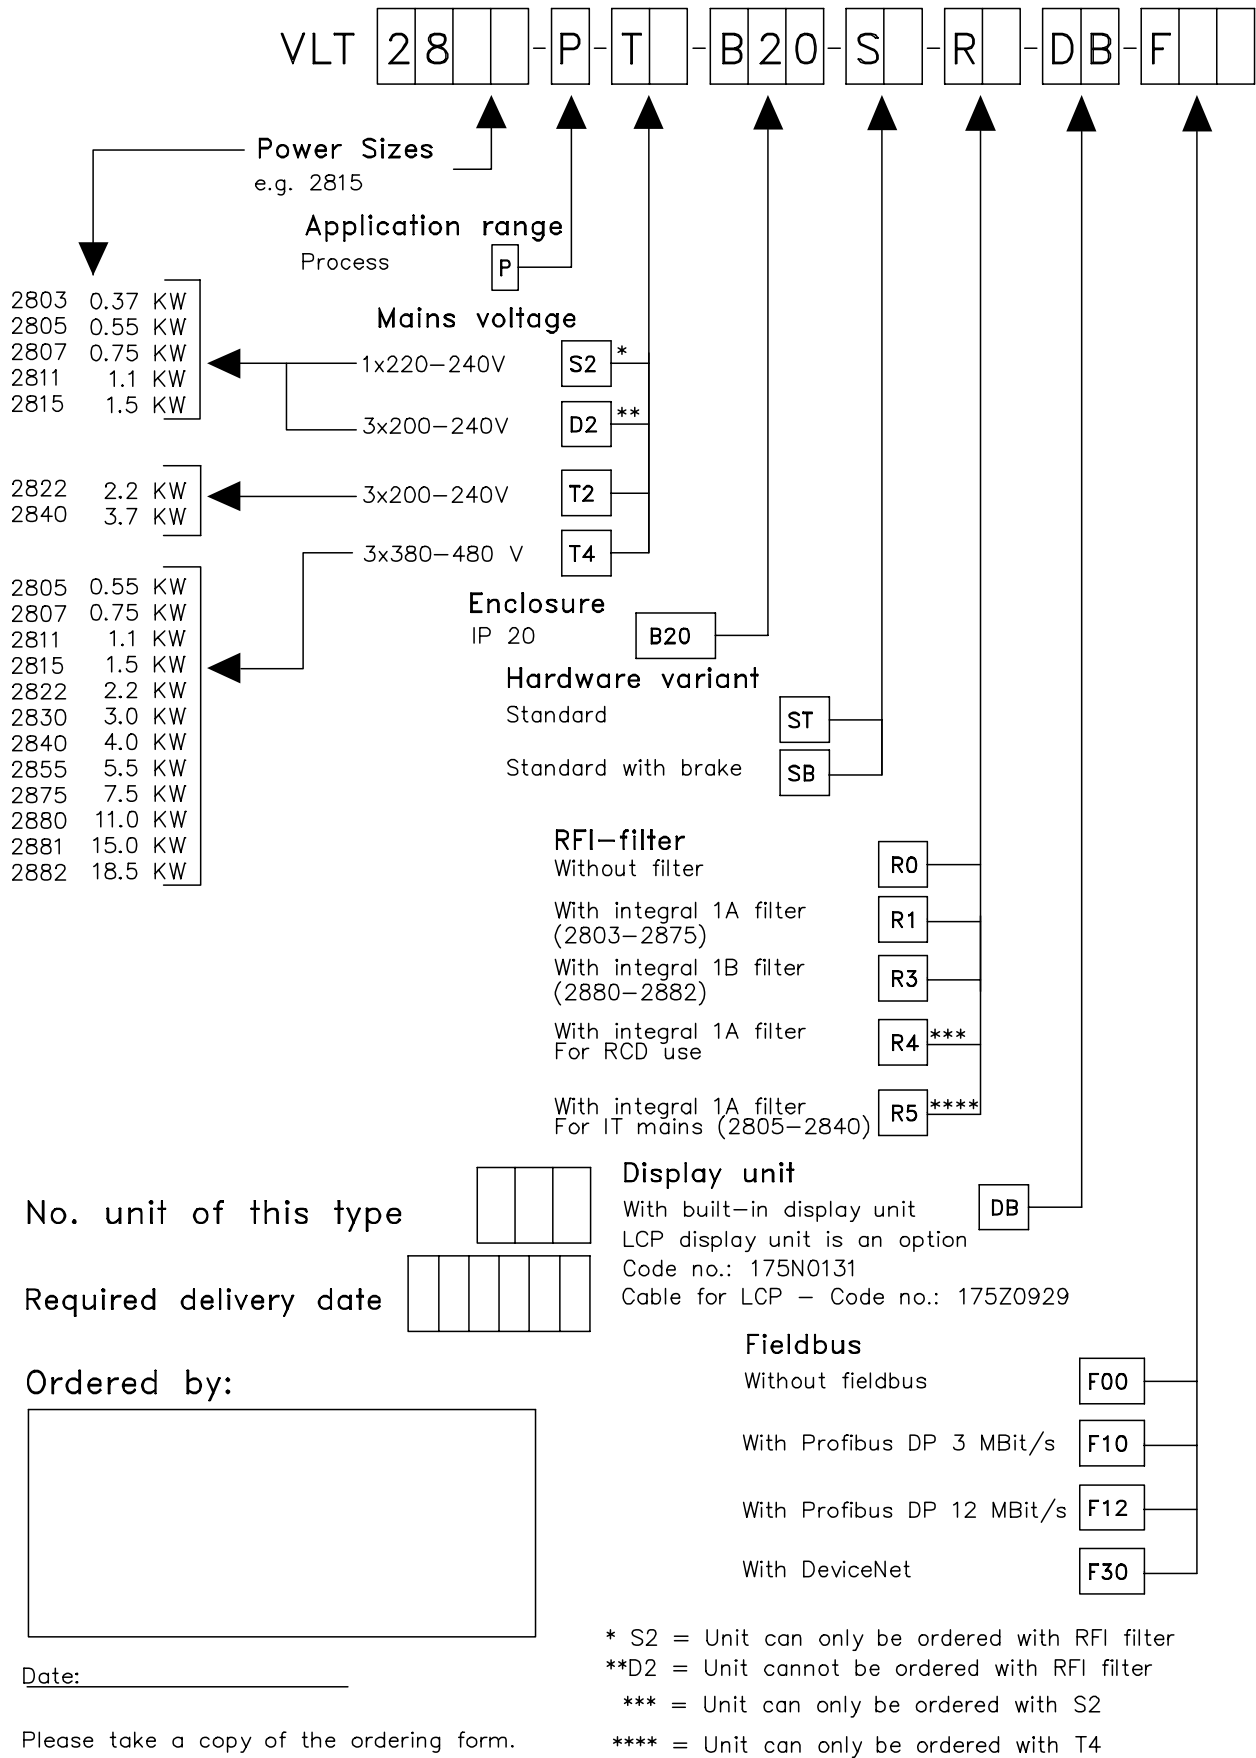 VLT 28 - P - T - B20 - S - R - DB - F
Power Sizes
e.g. 2815
Application range
Process P
2803 0.37 KW
2805 0.55 KW
2807 0.75 KW
2811 1.1 KW
2815 1.5 KW
Mains voltage
1x220-240V S2 *
3x200-240V D2 **
2822 2.2 KW
2840 3.7 KW
3x200-240V T2
3x380-480 V T4
2805 0.55 KW
2807 0.75 KW
2811 1.1 KW
2815 1.5 KW
2822 2.2 KW
2830 3.0 KW
2840 4.0 KW
2855 5.5 KW
2875 7.5 KW
2880 11.0 KW
2881 15.0 KW
2882 18.5 KW
Enclosure
IP 20 B20
Hardware variant
Standard ST
Standard with brake SB
RFI-filter
Without filter R0
With integral 1A filter R1
(2803-2875)
With integral 1B filter R3
(2880-2882)
With integral 1A filter R4 ***
For RCD use
With integral 1A filter R5 ****
For IT mains (2805-2840)
Display unit
With built-in display unit DB
LCP display unit is an option
Code no.: 175N0131
Cable for LCP - Code no.: 175Z0929
No. unit of this type
Required delivery date
Fieldbus
Without fieldbus F00
With Profibus DP 3 MBit/s F10
With Profibus DP 12 MBit/s F12
With DeviceNet F30
Ordered by:
Date:
Please take a copy of the ordering form.
* S2 = Unit can only be ordered with RFI filter
**D2 = Unit cannot be ordered with RFI filter
*** = Unit can only be ordered with S2
**** = Unit can only be ordered with T4